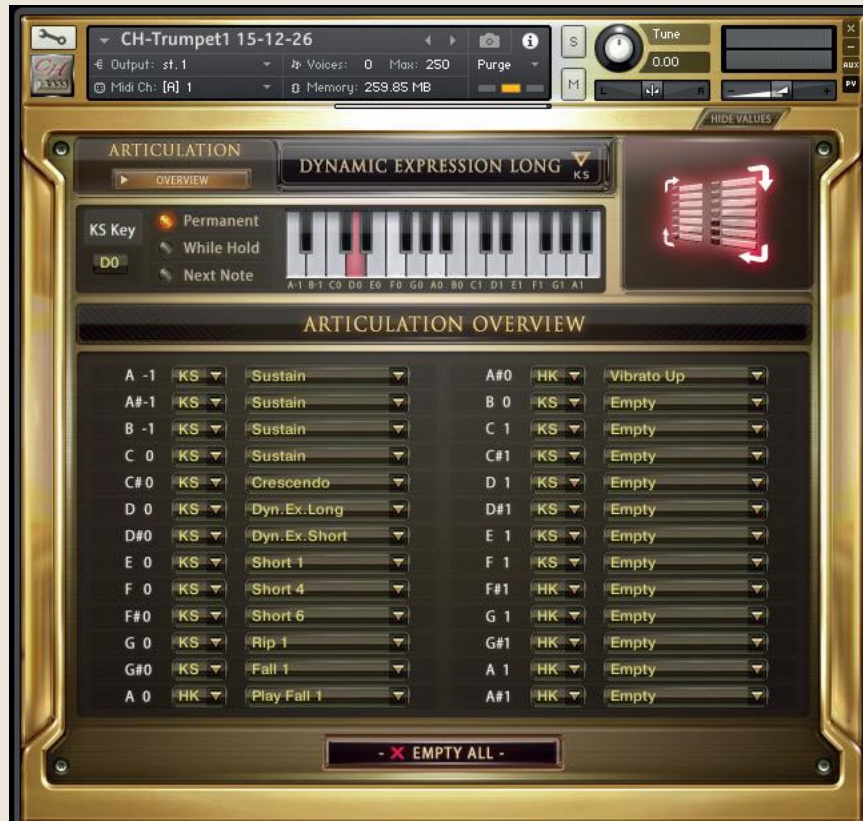 CH-Trumpet1 15-12-26
Output: st. 1 Voices: 0 Max: 250 Purge
Midi Ch: [A] 1 Memory: 259.85 MB
CH
BRASS
S
M
Tune
0.00
L R
- +
×
-
AUX
PV
HIDE VALUES
ARTICULATION
OVERVIEW
DYNAMIC EXPRESSION LONG
KS
KS Key
D0
Permanent
While Hold
Next Note
A-1 B-1 C0 D0 E0 F0 G0 A0 B0 C1 D1 E1 F1 G1 A1
ARTICULATION OVERVIEW
A -1 KS Sustain A#0 HK Vibrato Up
A#-1 KS Sustain B 0 KS Empty
B -1 KS Sustain C 1 KS Empty
C 0 KS Sustain C#1 KS Empty
C#0 KS Crescendo D 1 KS Empty
D 0 KS Dyn.Ex.Long D#1 KS Empty
D#0 KS Dyn.Ex.Short E 1 KS Empty
E 0 KS Short 1 F 1 KS Empty
F 0 KS Short 4 F#1 HK Empty
F#0 KS Short 6 G 1 HK Empty
G 0 KS Rip 1 G#1 HK Empty
G#0 KS Fall 1 A 1 HK Empty
A 0 HK Play Fall 1 A#1 HK Empty
- X EMPTY ALL -